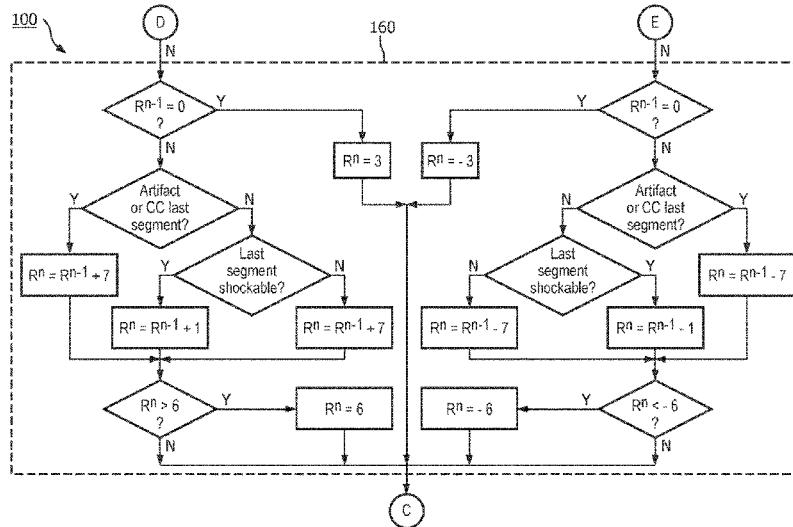 100
D
N
160
E
N
Rn-1 = 0
?
Y
N
Rn = 3
Rn = - 3
Y
Rn-1 = 0
?
N
Artifact
or CC last
segment?
Y
N
Artifact
or CC last
segment?
N
Y
Rn = Rn-1 + 7
Last
segment
shockable?
Y
N
Last
segment
shockable?
N
Y
Rn = Rn-1 - 7
Rn = Rn-1 + 1
Rn = Rn-1 + 7
Rn = Rn-1 - 7
Rn = Rn-1 - 1
Rn > 6
?
Y
N
Rn = 6
Rn = - 6
Y
Rn < - 6
?
N
C